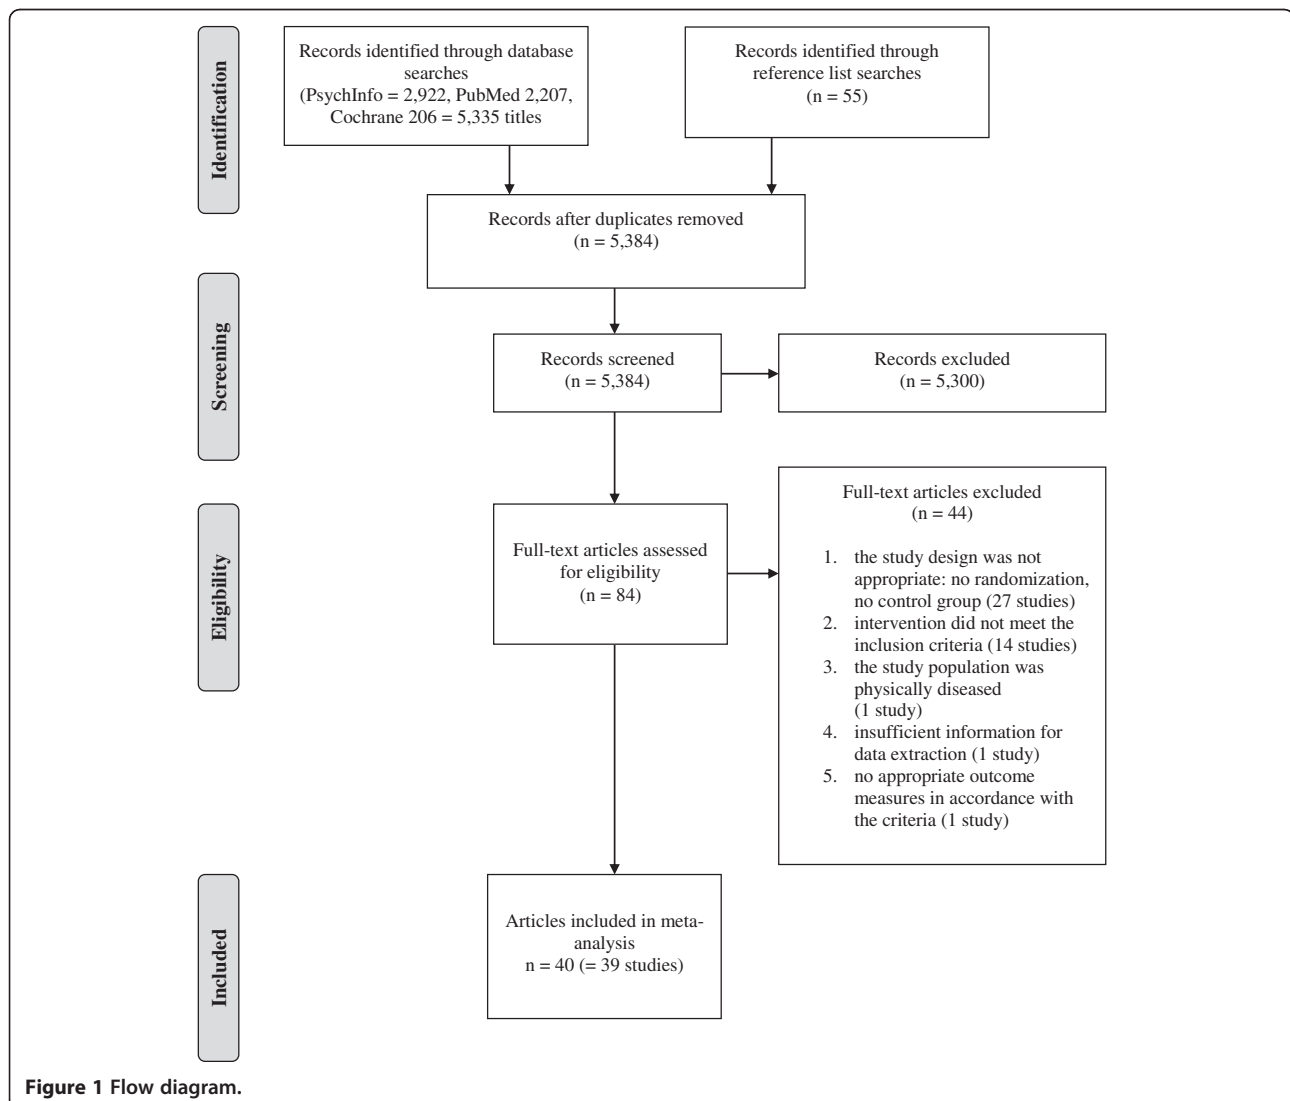 Identification
Records identified through database
searches
(PsychInfo = 2,922, PubMed 2,207,
Cochrane 206 = 5,335 titles
Records identified through
reference list searches
(n = 55)
Records after duplicates removed
(n = 5,384)
Screening
Records screened
(n = 5,384)
Records excluded
(n = 5,300)
Eligibility
Full-text articles assessed
for eligibility
(n = 84)
Full-text articles excluded
(n = 44)
1. the study design was not
appropriate: no randomization,
no control group (27 studies)
2. intervention did not meet the
inclusion criteria (14 studies)
3. the study population was
physically diseased
(1 study)
4. insufficient information for
data extraction (1 study)
5. no appropriate outcome
measures in accordance with
the criteria (1 study)
Included
Articles included in meta-
analysis
n = 40 (= 39 studies)
Figure 1 Flow diagram.